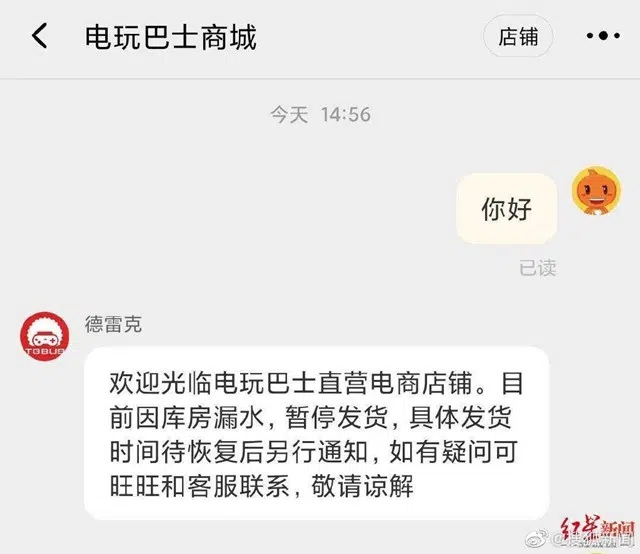 电玩巴士商城
店铺
今天 14:56
你好
已读
德雷克
TGBUS
欢迎光临电玩巴士直营电商店铺。目
前因库房漏水，暂停发货，具体发货
时间待恢复后另行通知，如有疑问可
旺旺和客服联系，敬请谅解
红星新闻
@搜狐新闻